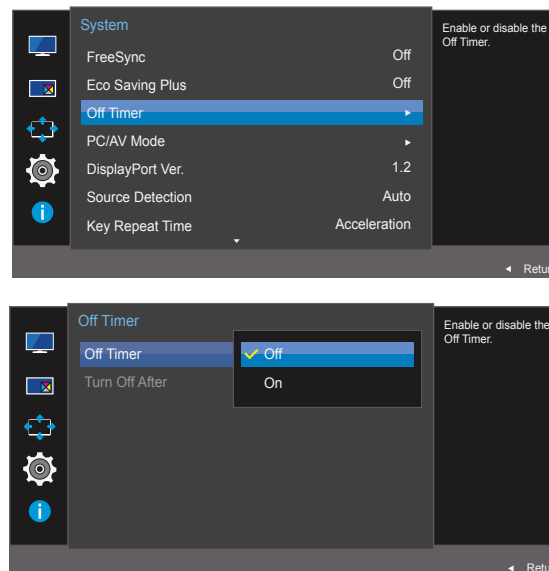 System
FreeSync Off
Eco Saving Plus Off
Off Timer
PC/AV Mode
DisplayPort Ver. 1.2
Source Detection Auto
Key Repeat Time Acceleration
Enable or disable the
Off Timer.
Off Timer
Off Timer Off
Turn Off After On
Enable or disable the
Off Timer.